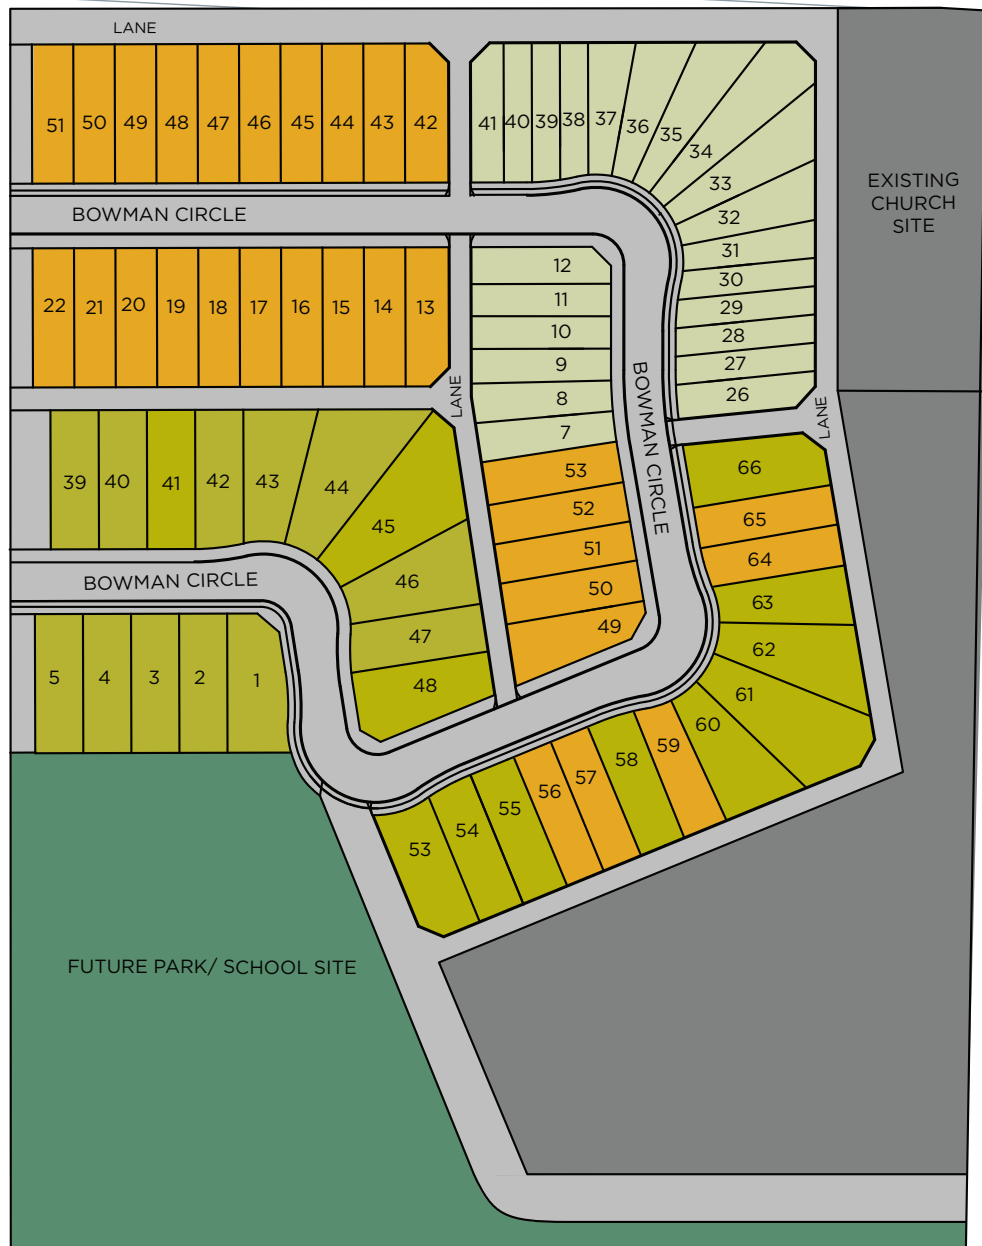 LANE
51 50 49 48 47 46 45 44 43 42
41 40 39 38 37 36 35 34 33 32 31 30 29 28 27 26
EXISTING
CHURCH
SITE
BOWMAN CIRCLE
22 21 20 19 18 17 16 15 14 13
12
11
10
9
8
7
LANE
BOWMAN CIRCLE
LANE
39 40 41 42 43 44 45 46 47 48
53
52
51
50
49
66
65
64
63
62
61
60
59
58
57
56
55
54
53
BOWMAN CIRCLE
5 4 3 2 1
FUTURE PARK/ SCHOOL SITE